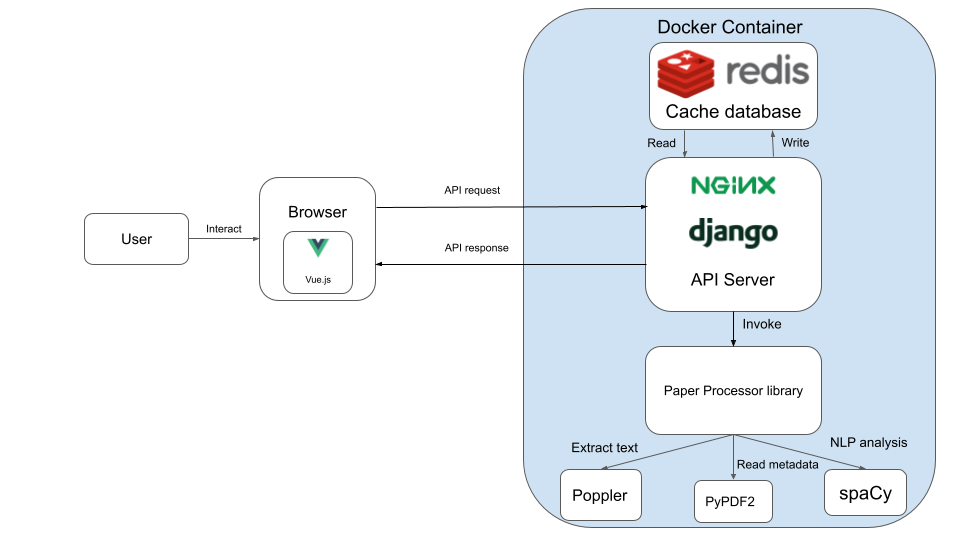 Docker Container
redis
Cache database
Read
Write
NGINX
django
API Server
API request
API response
User
Interact
Browser
Vue.js
Invoke
Paper Processor library
Extract text
Read metadata
NLP analysis
Poppler
PyPDF2
spaCy